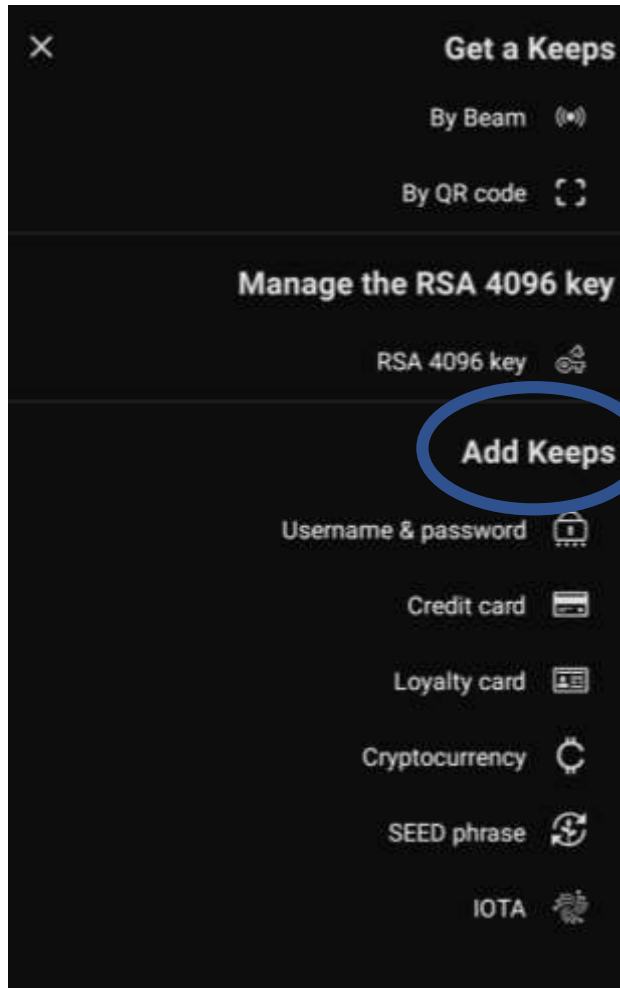 Get a Keeps
By Beam
By QR code
Manage the RSA 4096 key
RSA 4096 key
Add Keeps
Username & password
Credit card
Loyalty card
Cryptocurrency
SEED phrase
IOTA